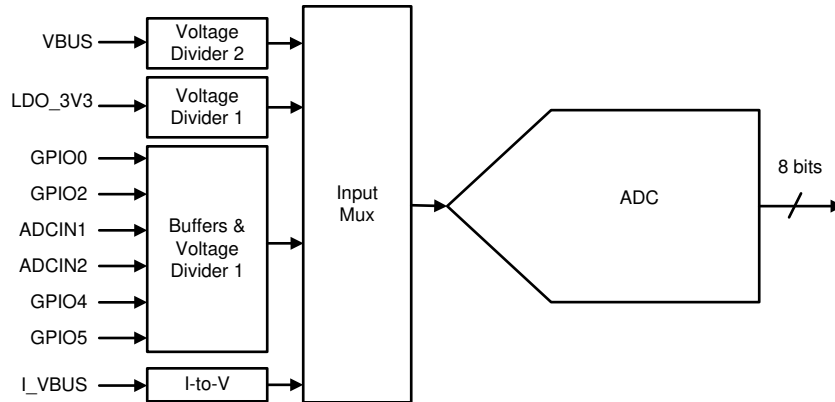 VBUS
Voltage
Divider 2
LDO_3V3
Voltage
Divider 1
GPIO0
GPIO2
ADCIN1
ADCIN2
GPIO4
GPIO5
Buffers &
Voltage
Divider 1
I_VBUS
I-to-V
Input
Mux
ADC
8 bits